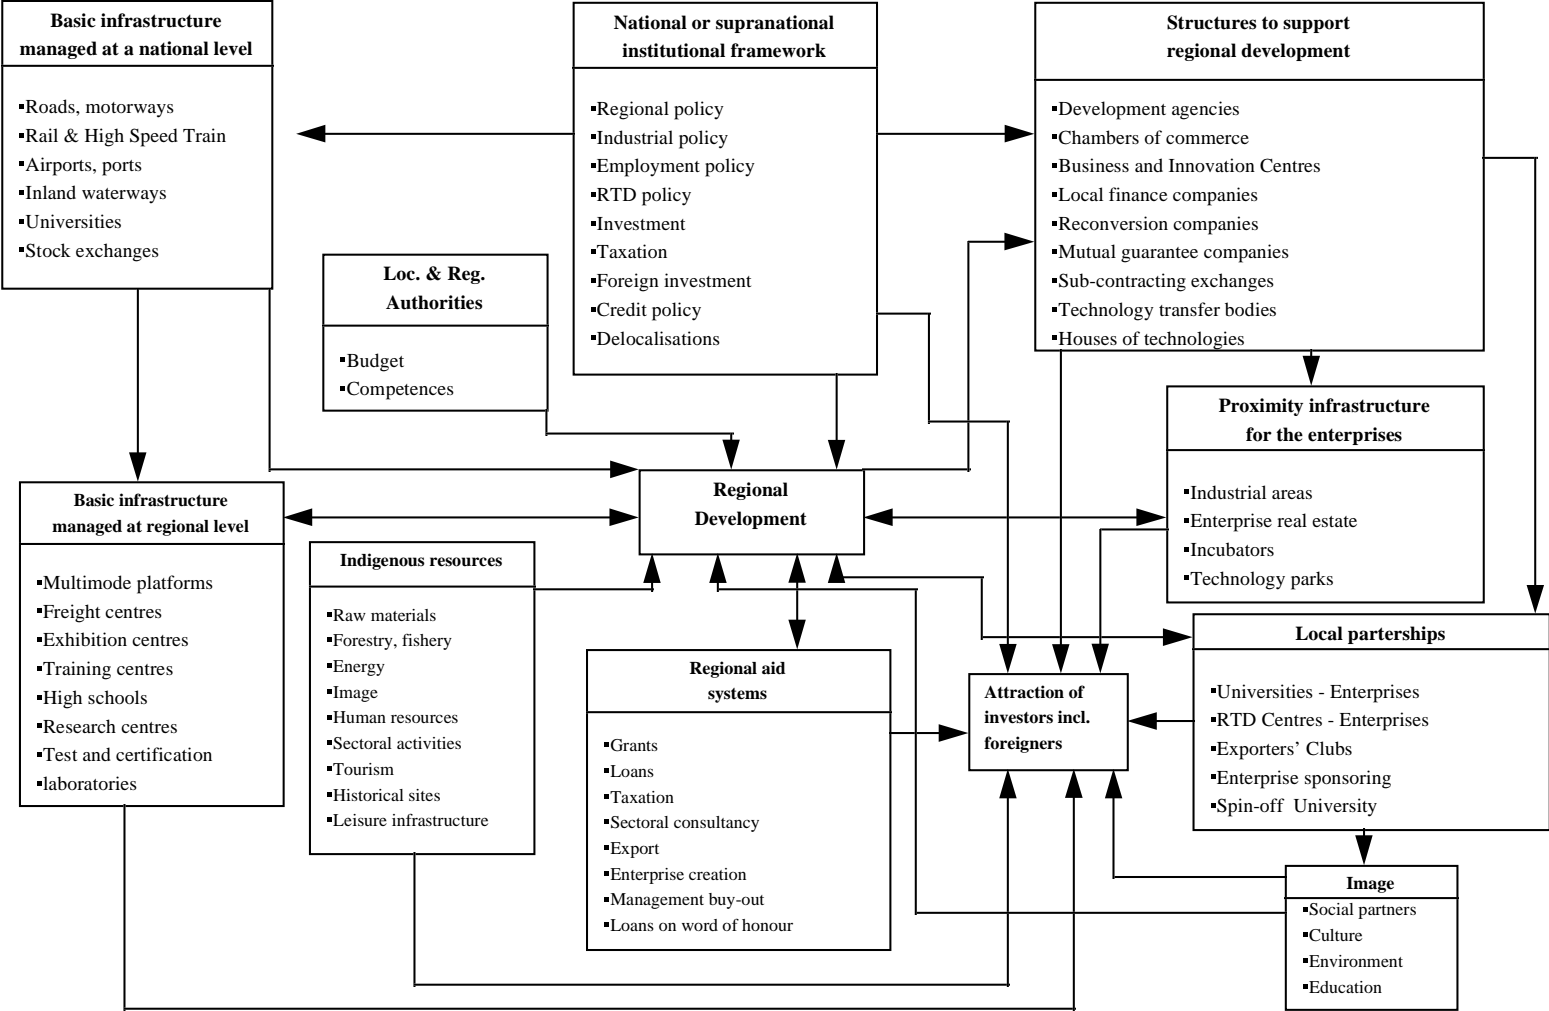 Basic infrastructure
managed at a national level
▪Roads, motorways
▪Rail & High Speed Train
▪Airports, ports
▪Inland waterways
▪Universities
▪Stock exchanges
National or supranational
institutional framework
▪Regional policy
▪Industrial policy
▪Employment policy
▪RTD policy
▪Investment
▪Taxation
▪Foreign investment
▪Credit policy
▪Delocalisations
Structures to support
regional development
▪Development agencies
▪Chambers of commerce
▪Business and Innovation Centres
▪Local finance companies
▪Reconversion companies
▪Mutual guarantee companies
▪Sub-contracting exchanges
▪Technology transfer bodies
▪Houses of technologies
Loc. & Reg.
Authorities
▪Budget
▪Competences
Proximity infrastructure
for the enterprises
▪Industrial areas
▪Enterprise real estate
▪Incubators
▪Technology parks
Regional
Development
Basic infrastructure
managed at regional level
▪Multimode platforms
▪Freight centres
▪Exhibition centres
▪Training centres
▪High schools
▪Research centres
▪Test and certification
▪laboratories
Indigenous resources
▪Raw materials
▪Forestry, fishery
▪Energy
▪Image
▪Human resources
▪Sectoral activities
▪Tourism
▪Historical sites
▪Leisure infrastructure
Regional aid
systems
▪Grants
▪Loans
▪Taxation
▪Sectoral consultancy
▪Export
▪Enterprise creation
▪Management buy-out
▪Loans on word of honour
Attraction of
investors incl.
foreigners
Local parterships
▪Universities - Enterprises
▪RTD Centres - Enterprises
▪Exporters’ Clubs
▪Enterprise sponsoring
▪Spin-off University
Image
▪Social partners
▪Culture
▪Environment
▪Education